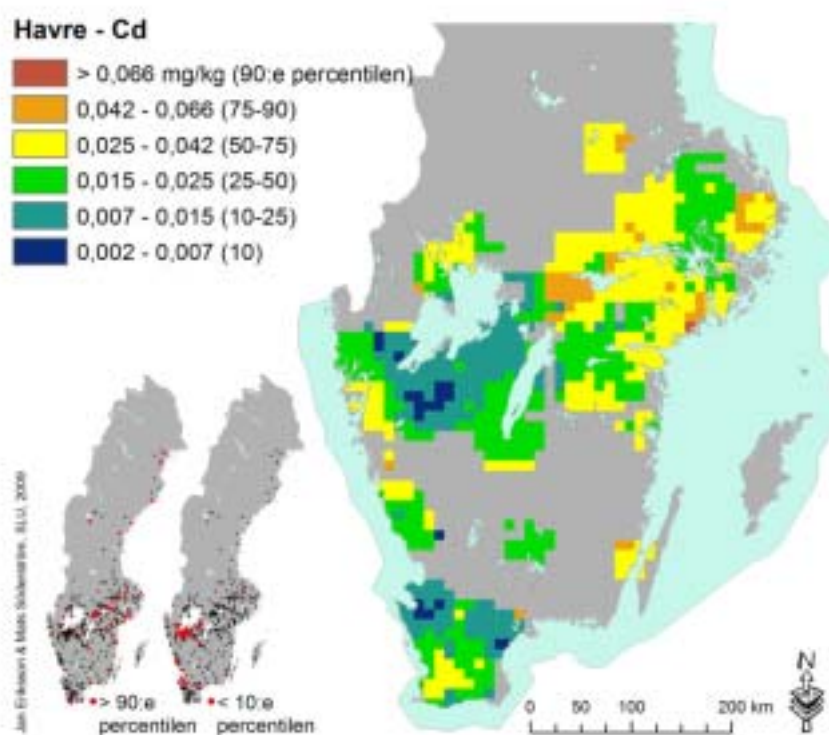 Havre - Cd
> 0,066 mg/kg (90:e percentilen)
0,042 - 0,066 (75-90)
0,025 - 0,042 (50-75)
0,015 - 0,025 (25-50)
0,007 - 0,015 (10-25)
0,002 - 0,007 (10)
Jan Eriksson & Mats Söderström, SLU, 2009
> 90:e
percentilen
< 10:e
percentilen
N
0 50 100 200 km